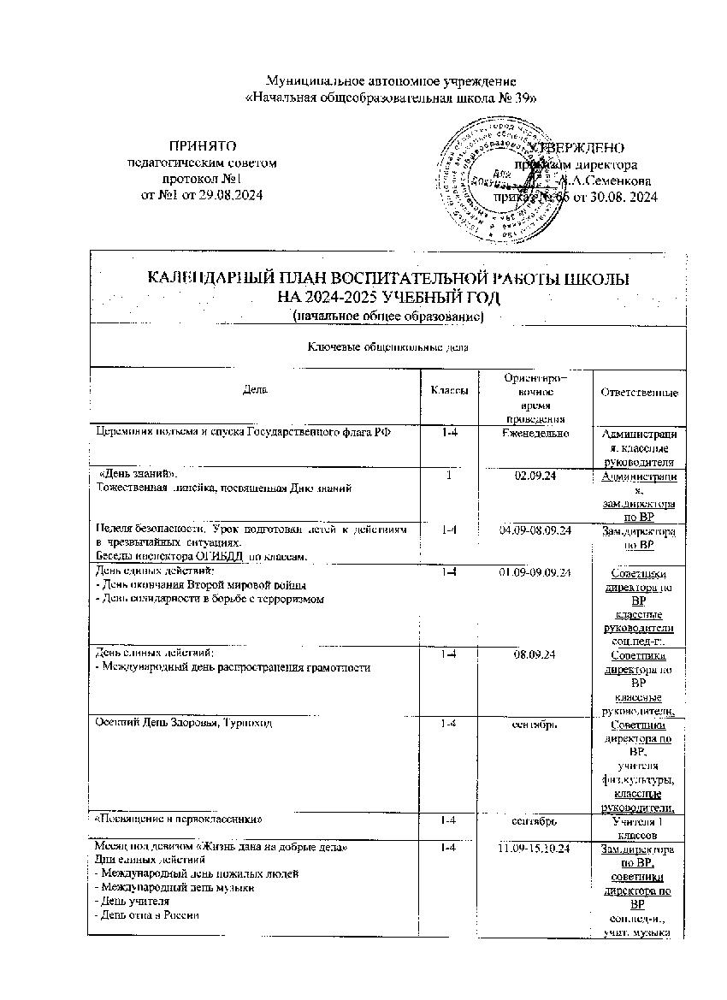 Муниципальное автономное учреждение
«Начальная общеобразовательная школа № 39»
ПРИНЯТО
педагогическим советом
протокол №1
от №1 от 29.08.2024
УТВЕРЖДЕНО
приказом директора
А.А.Семенкова
приказ № 66 от 30.08. 2024
КАЛЕНДАРНЫЙ ПЛАН ВОСПИТАТЕЛЬНОЙ РАБОТЫ ШКОЛЫ
НА 2024-2025 УЧЕБНЫЙ ГОД
(начальное общее образование)
Ключевые общешкольные дела
Дела
Классы
Ориентиро-
вочное
время
проведения
Ответственные
Церемония подъема и спуска Государственного флага РФ
1-4
Еженедельно
Администраци
я, классные
руководителя
«День знаний».
Тожественная линейка, посвященная Дню знаний
1
02.09.24
Администраци
я,
зам.директора
по ВР
Неделя безопасности. Урок подготовки детей к действиям
в чрезвычайных ситуациях.
Беседы инспектора ОГИБДД по классам.
1-4
04.09-08.09.24
Зам.директора
по ВР
День единых действий:
- День окончания Второй мировой войны
- День солидарности в борьбе с терроризмом
1-4
01.09-09.09.24
Советники
директора по
ВР
классные
руководители
соц.пед-г.
День единых действий:
- Международный день распространения грамотности
1-4
08.09.24
Советники
директора по
ВР
классные
руководители,
Осенний День Здоровья, Турпоход
1-4
сентябрь
Советники
директора по
ВР,
учителя
физ.культуры,
классные
руководители,
«Посвящение в первоклассники»
1-4
сентябрь
Учителя 1
классов
Месяц под девизом «Жизнь дана на добрые дела»
Дни единых действий
- Международный день пожилых людей
- Международный день музыки
- День учителя
- День отца в России
1-4
11.09-15.10.24
Зам.директора
по ВР,
советники
директора по
ВР
соц.пед-и.,
учит. музыки